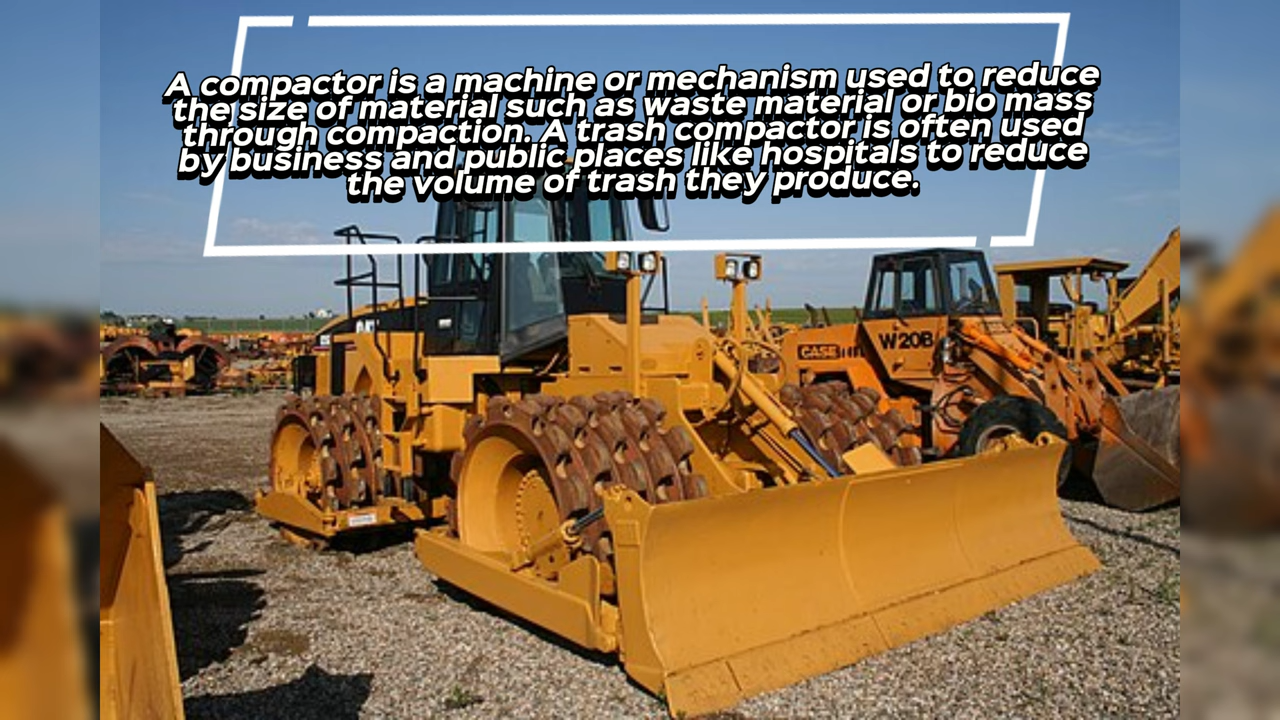 A compactor is a machine or mechanism used to reduce
the size of material such as waste material or bio mass
through compaction. A trash compactor is often used
by business and public places like hospitals to reduce
the volume of trash they produce.
CAT
CASE
W20B